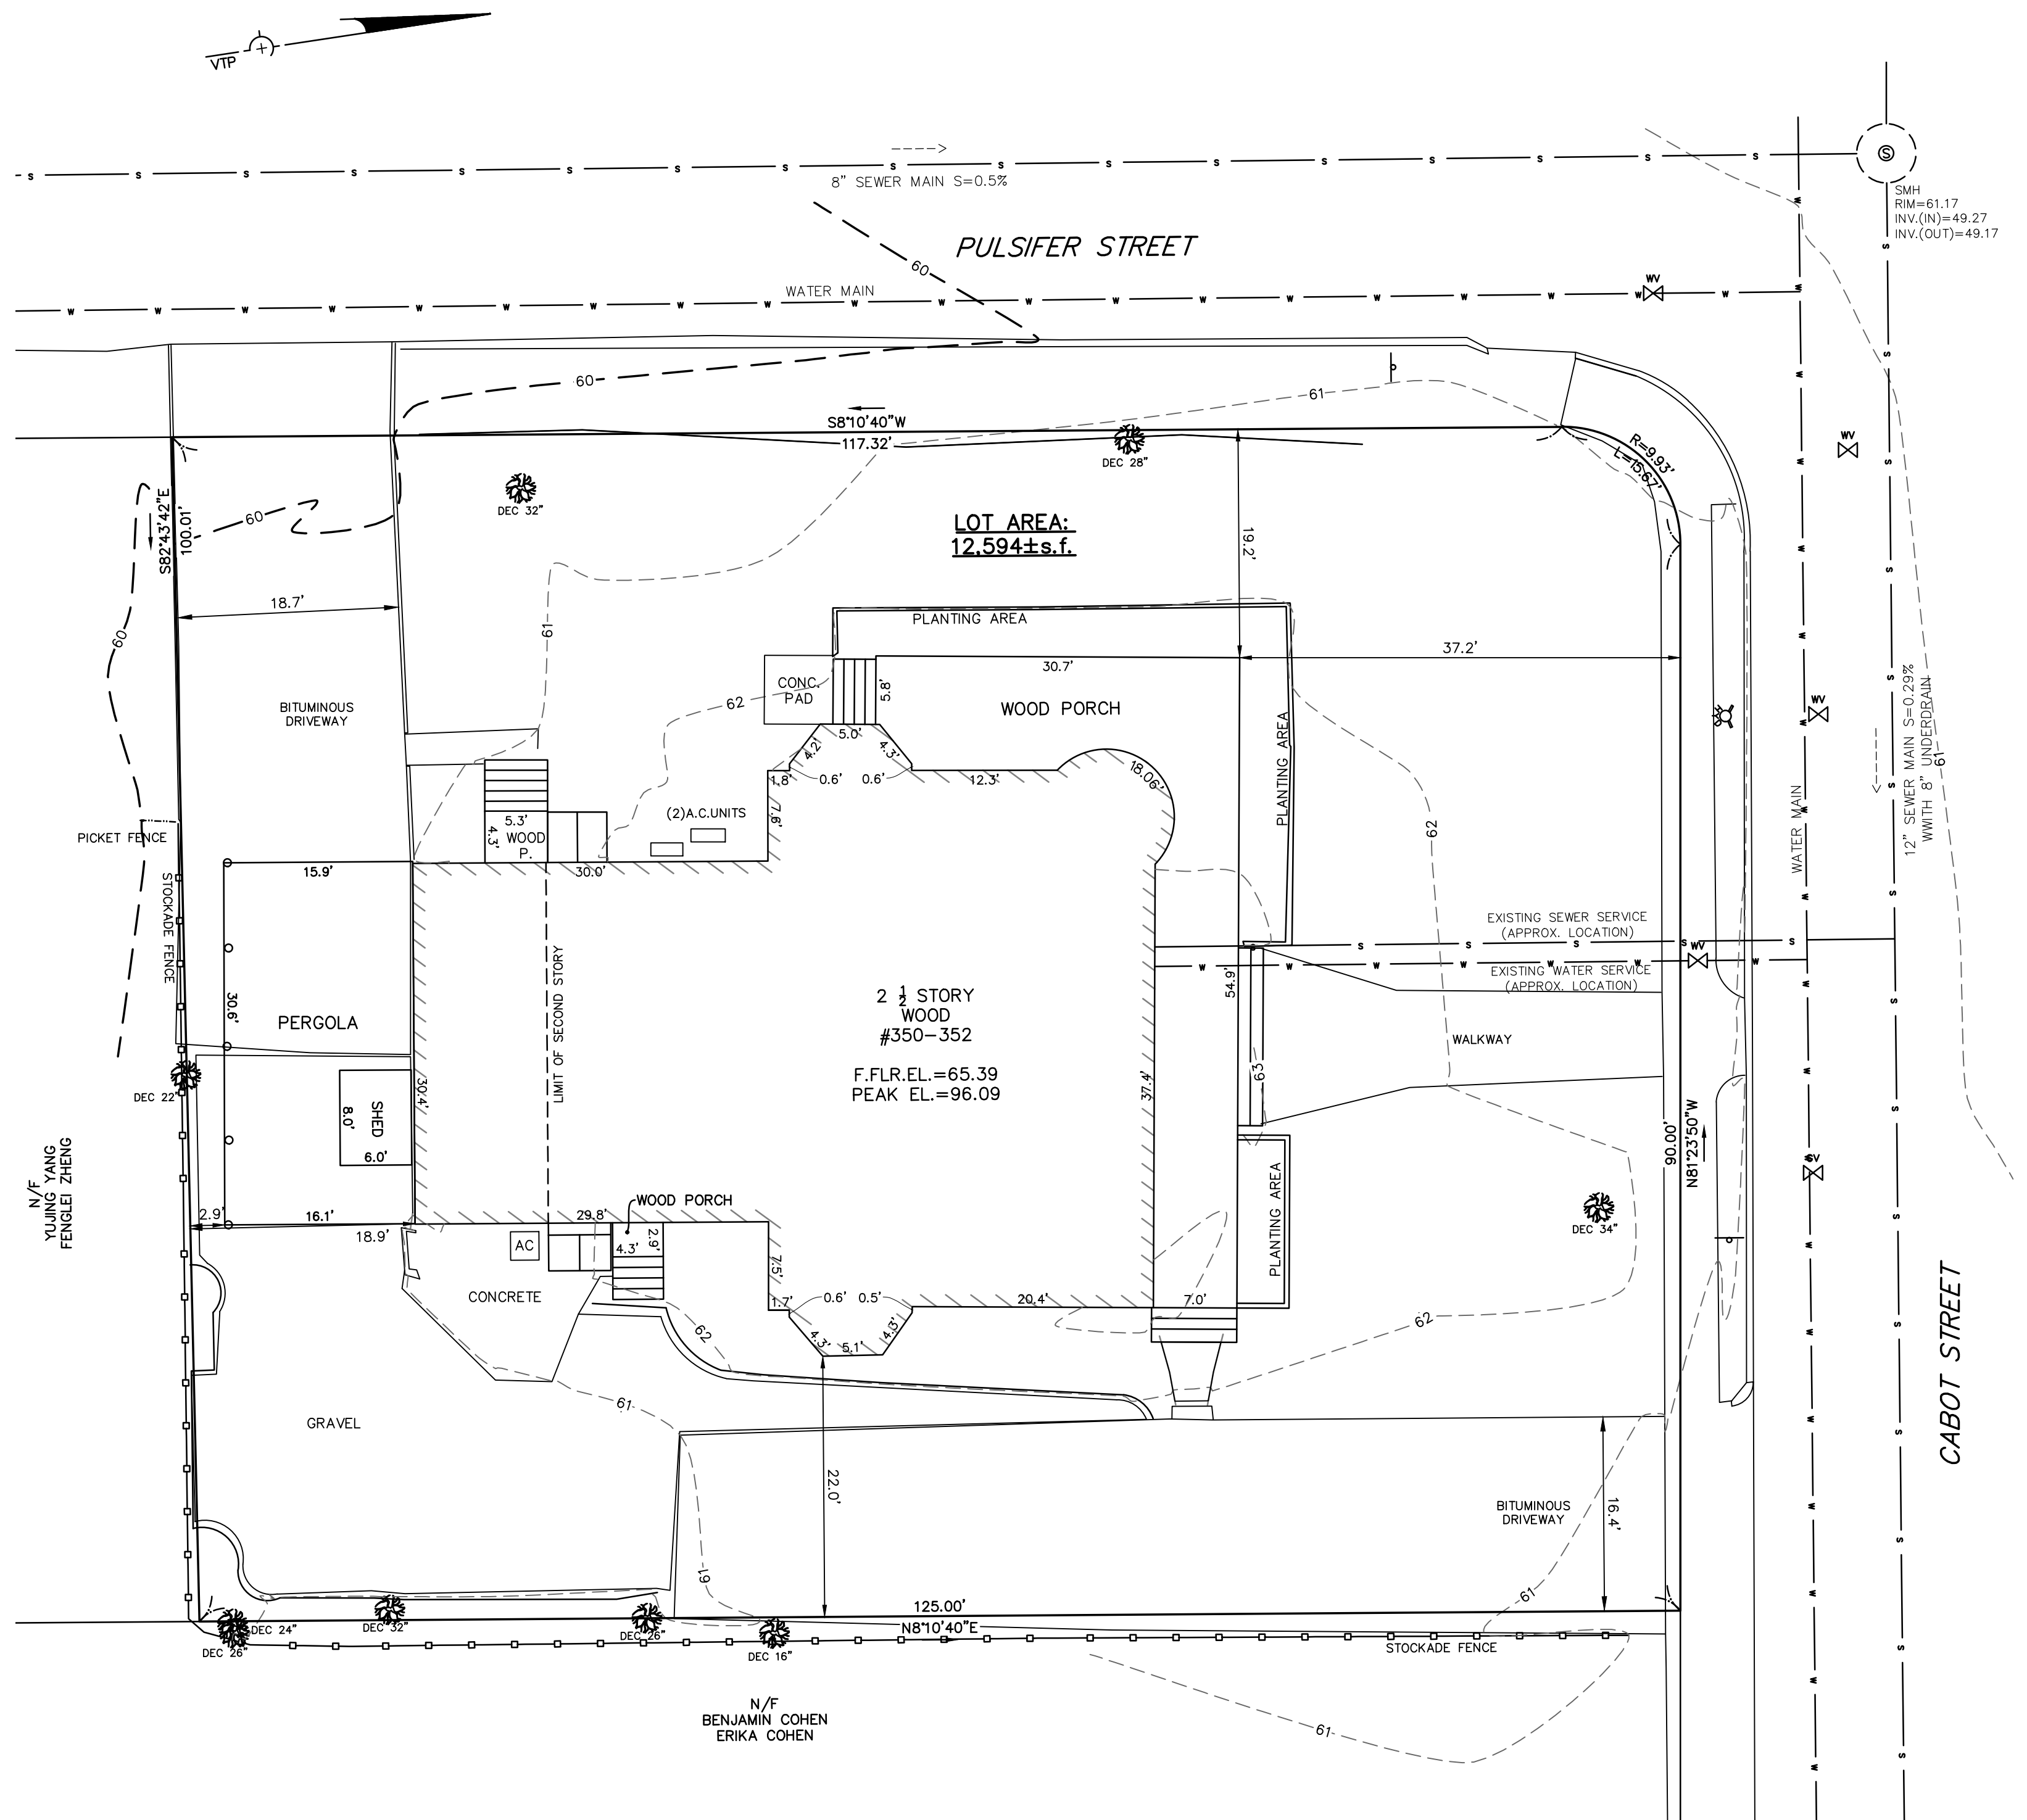 VTP
8" SEWER MAIN S=0.5%
SMH
RIM=61.17
INV.(IN)=49.27
INV.(OUT)=49.17
PULSIFER STREET
60
WATER MAIN
WV
60
61
S8°10'40"W
117.32'
DEC 28"
R=9.93'
L=15.67'
WV
DEC 32"
S82°43'42"E
100.01'
60
LOT AREA:
12,594±s.f.
19.2'
18.7'
60
61
PLANTING AREA
37.2'
30.7'
CONC.
PAD
5.8'
62
WOOD PORCH
BITUMINOUS
DRIVEWAY
5.0'
4.2'
4.3'
1.8'
0.6'
0.6'
12.3'
18.06'
PLANTING AREA
WV
12" SEWER MAIN S=0.29%
WWITH 8" UNDERDRAIN
61
(2)A.C.UNITS
7.6'
5.3'
4.3'
WOOD
P.
62
WATER MAIN
PICKET FENCE
15.9'
30.0'
STOCKADE FENCE
EXISTING SEWER SERVICE
(APPROX. LOCATION)
WV
EXISTING WATER SERVICE
(APPROX. LOCATION)
54.9'
30.6'
PERGOLA
LIMIT OF SECOND STORY
2 1/2 STORY
WOOD
#350-352
F.FLR.EL.=65.39
PEAK EL.=96.09
WALKWAY
63
37.4'
30.4'
DEC 22"
SHED
8.0'
6.0'
90.00'
N81°23'50"W
GV
N/F
YUJING YANG
FENGLEI ZHENG
WOOD PORCH
PLANTING AREA
DEC 34"
2.9'
16.1'
18.9'
29.8'
AC
4.3'
2.9'
7.5'
CONCRETE
1.7'
0.6'
0.5'
20.4'
7.0'
62
62
4.3'
5.1'
4.3'
CABOT STREET
61
GRAVEL
22.0'
BITUMINOUS
DRIVEWAY
16.4'
61
61
125.00'
N8°10'40"E
DEC 24"
DEC 32"
DEC 26"
DEC 26"
DEC 16"
STOCKADE FENCE
N/F
BENJAMIN COHEN
ERIKA COHEN
61